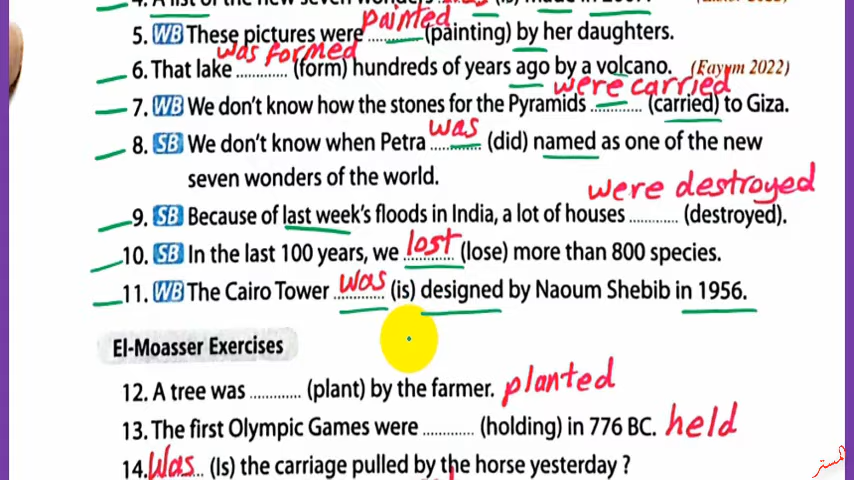 5. WB These pictures were painted .......... (painting) by her daughters.
6. That lake was formed ............ (form) hundreds of years ago by a volcano. (Fayum 2022)
7. WB We don't know how the stones for the Pyramids were carried ............ (carried) to Giza.
8. SB We don't know when Petra was ............ (did) named as one of the new
seven wonders of the world.
9. SB Because of last week's floods in India, a lot of houses were destroyed ............ (destroyed).
10. SB In the last 100 years, we lost ............ (lose) more than 800 species.
11. WB The Cairo Tower was ............ (is) designed by Naoum Shebib in 1956.
El-Moasser Exercises
12. A tree was ............ (plant) by the farmer. planted
13. The first Olympic Games were ............ (holding) in 776 BC. held
14. Was ... (Is) the carriage pulled by the horse yesterday ?
المستر